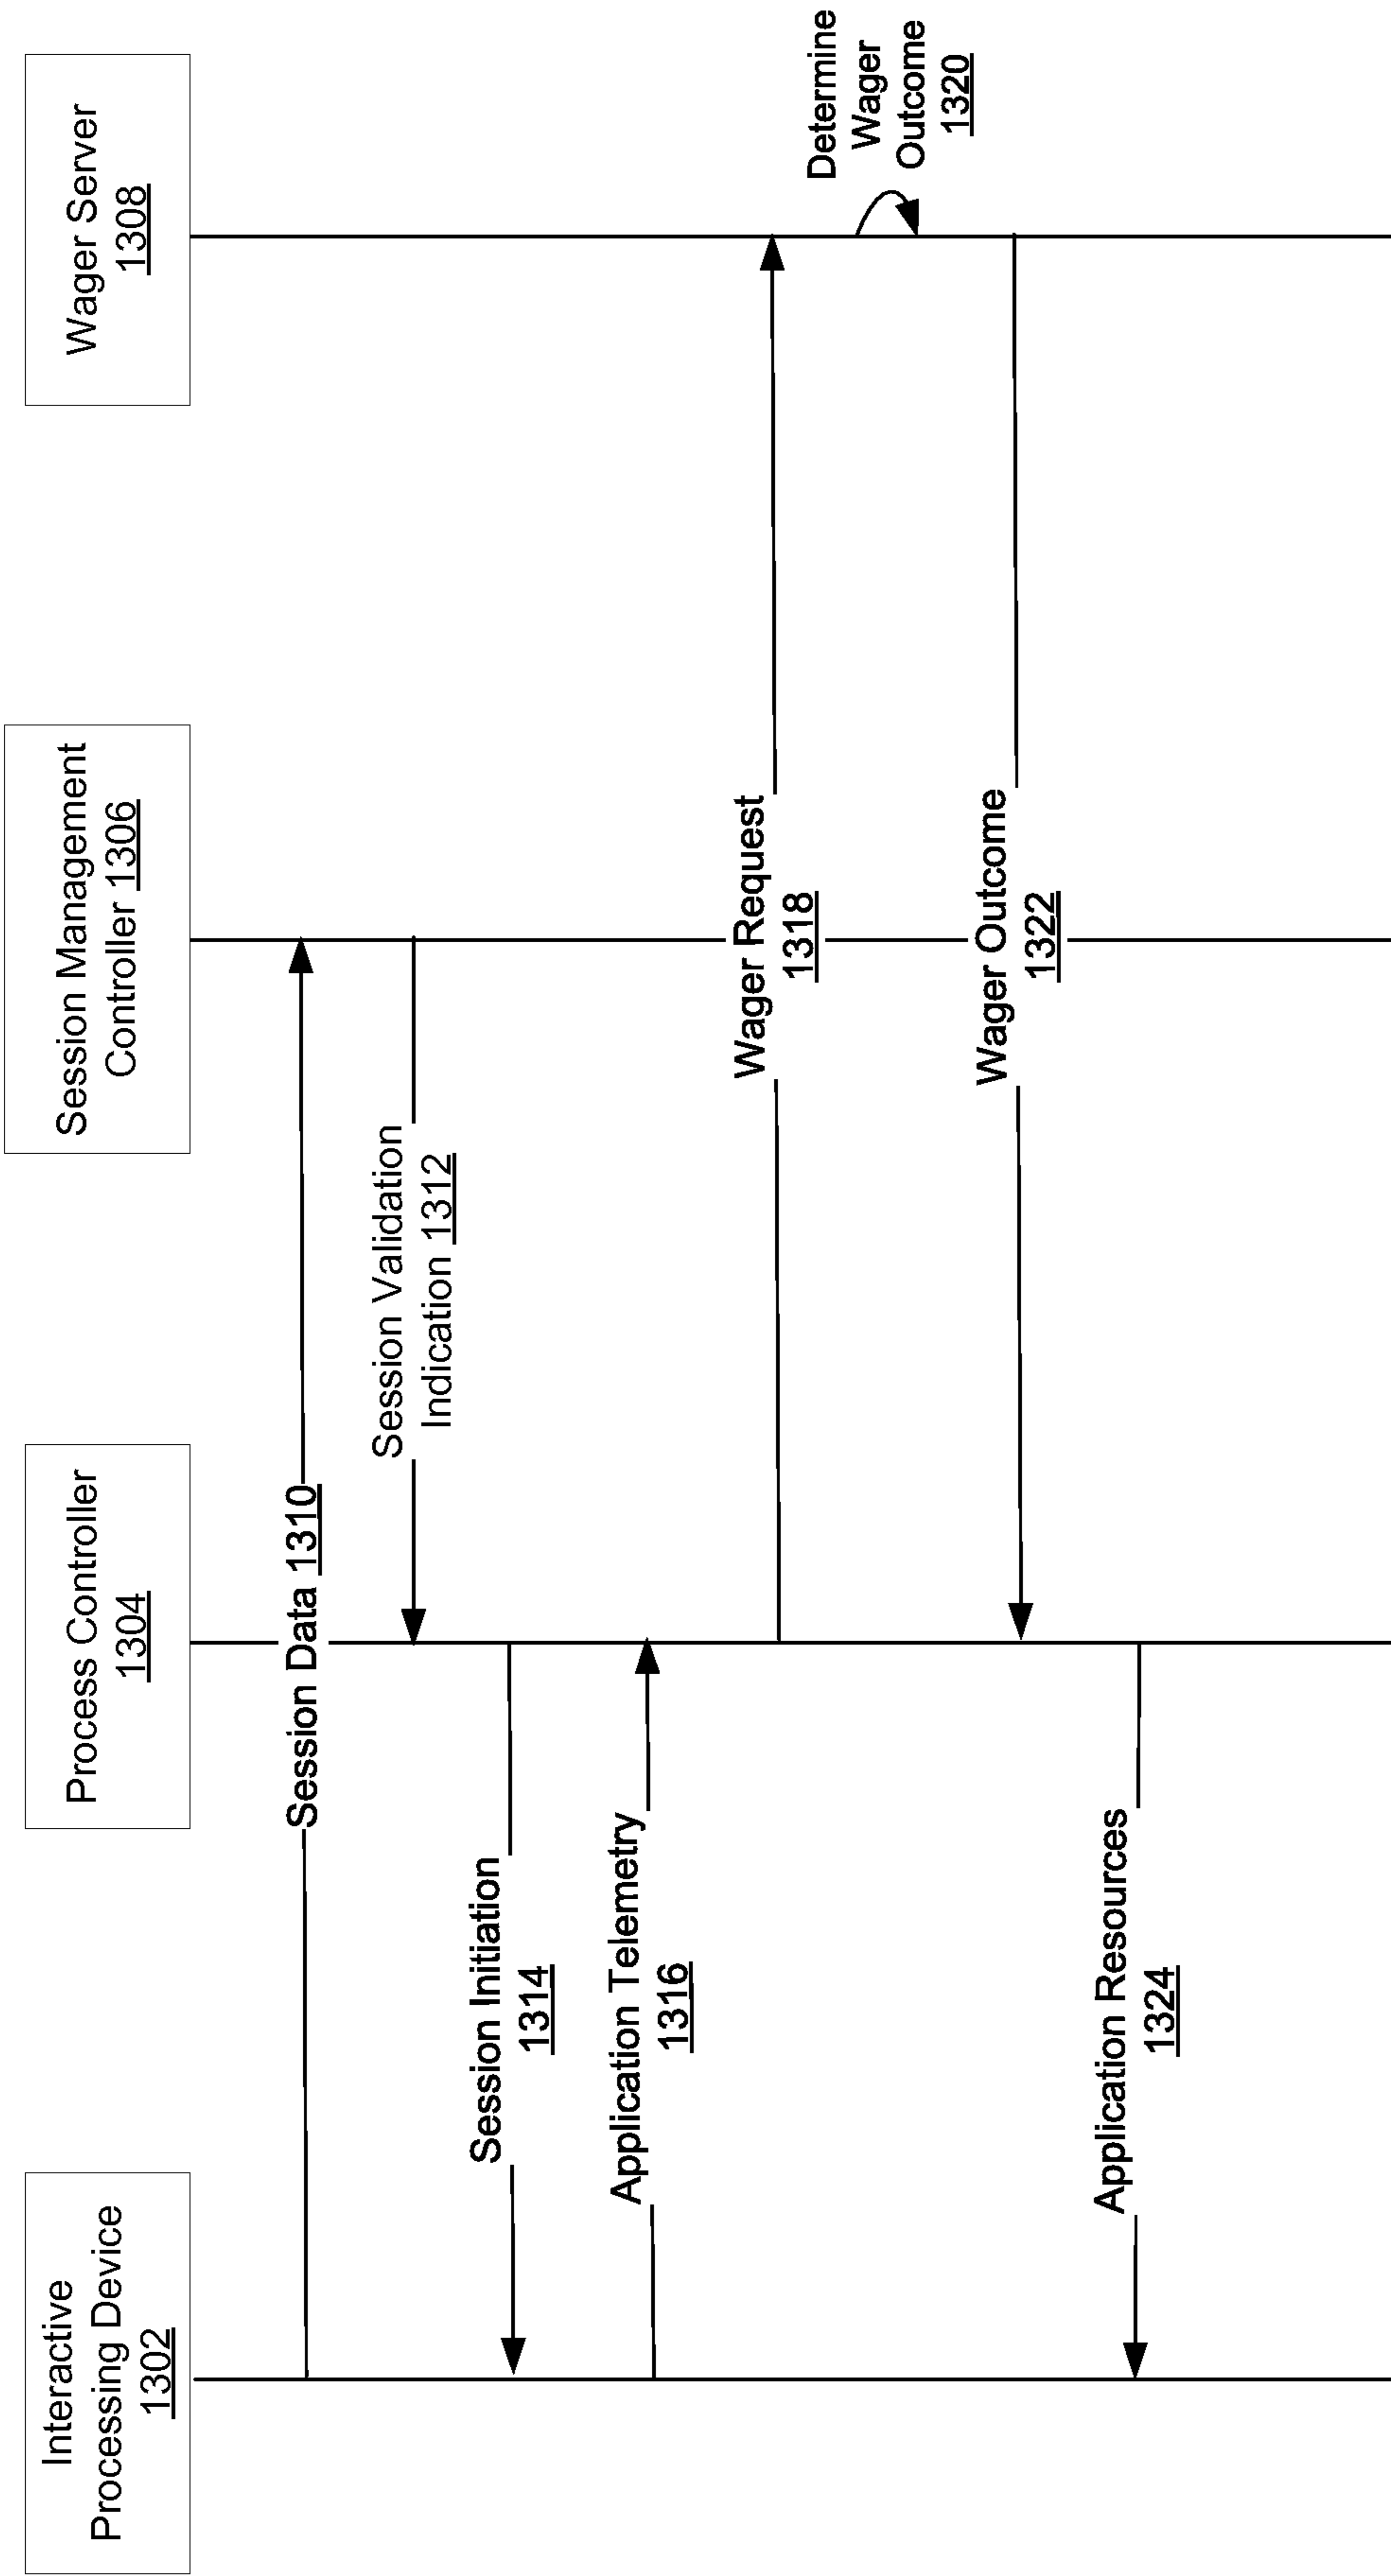 Interactive
Processing Device
1302
Process Controller
1304
Session Management
Controller 1306
Wager Server
1308
Session Data 1310
Session Validation
Indication 1312
Session Initiation
1314
Application Telemetry
1316
Wager Request
1318
Determine
Wager
Outcome
1320
Wager Outcome
1322
Application Resources
1324